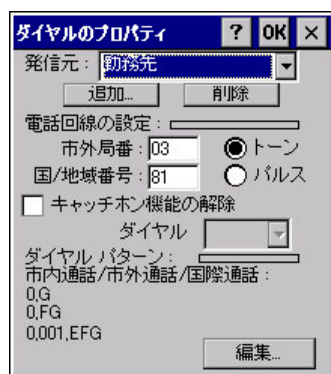 ダイヤルのプロパティ ? OK ×
発信元: 勤務先
追加... 削除
電話回線の設定:
市外局番: 03 トーン
国/地域番号: 81 パルス
キャッチホン機能の解除
ダイヤル
ダイヤル パターン:
市内通話/市外通話/国際通話:
0,G
0,FG
0,001,EFG
編集...